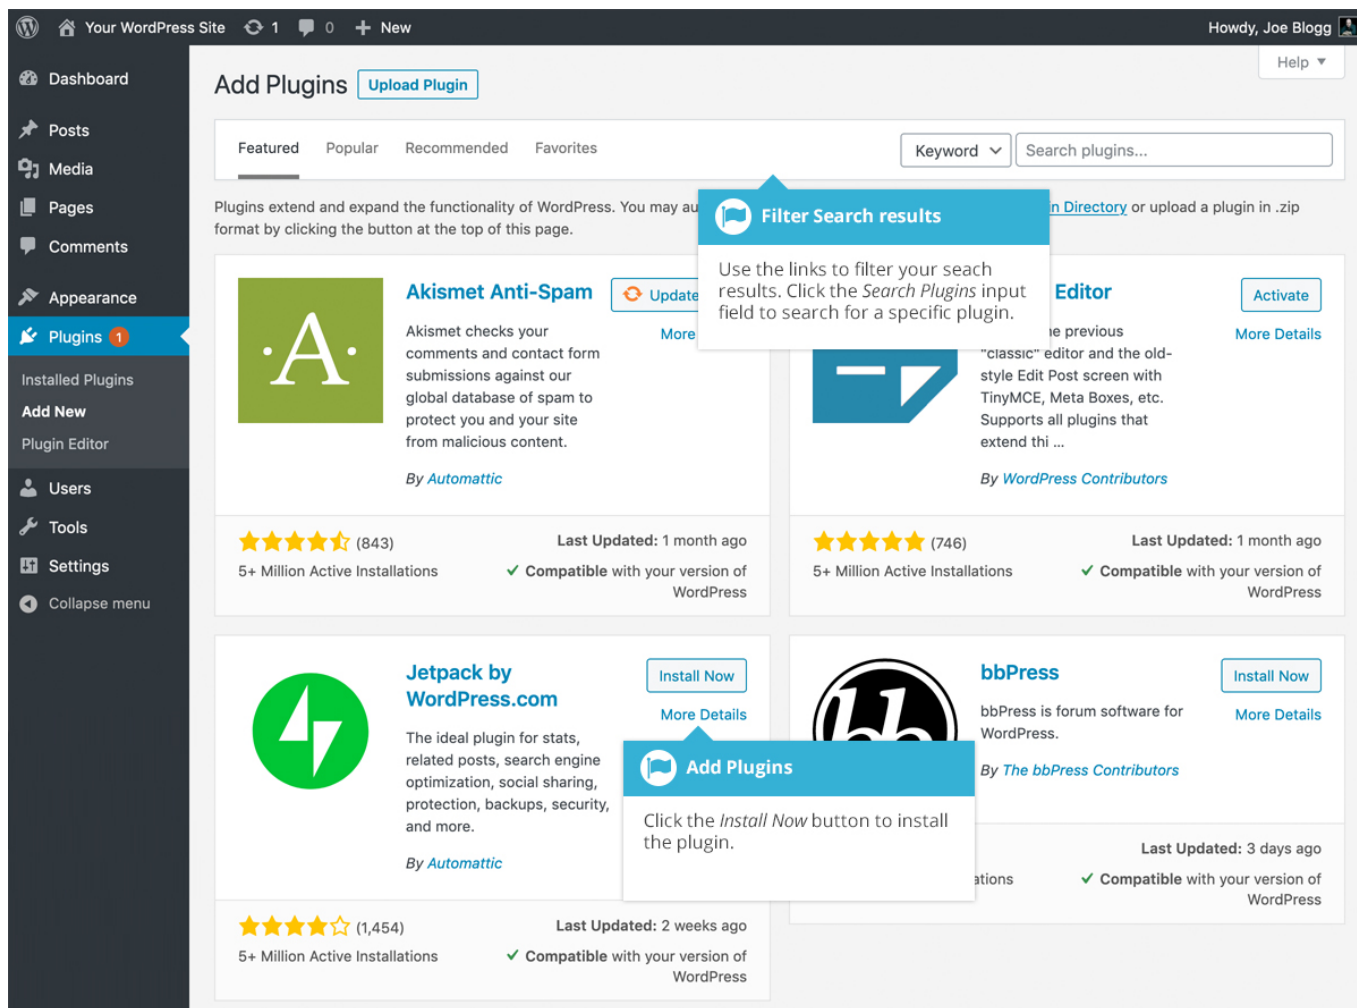 Your WordPress Site 1 0 New
Howdy, Joe Blogg
Help
Dashboard
Posts
Media
Pages
Comments
Appearance
Plugins 1
Installed Plugins
Add New
Plugin Editor
Users
Tools
Settings
Collapse menu
Add Plugins Upload Plugin
Featured Popular Recommended Favorites
Keyword Search plugins...
Plugins extend and expand the functionality of WordPress. You may au
n Directory or upload a plugin in .zip
format by clicking the button at the top of this page.
Filter Search results
Use the links to filter your seach
results. Click the Search Plugins input
field to search for a specific plugin.
·A·
Akismet Anti-Spam
Update
More
Akismet checks your
comments and contact form
submissions against our
global database of spam to
protect you and your site
from malicious content.
By Automattic
(843)
Last Updated: 1 month ago
5+ Million Active Installations
Compatible with your version of
WordPress
Editor
Activate
More Details
e previous
"classic" editor and the old-
style Edit Post screen with
TinyMCE, Meta Boxes, etc.
Supports all plugins that
extend thi ...
By WordPress Contributors
(746)
Last Updated: 1 month ago
5+ Million Active Installations
Compatible with your version of
WordPress
Jetpack by
WordPress.com
Install Now
More Details
The ideal plugin for stats,
related posts, search engine
optimization, social sharing,
protection, backups, security,
and more.
By Automattic
(1,454)
Last Updated: 2 weeks ago
5+ Million Active Installations
Compatible with your version of
WordPress
Add Plugins
Click the Install Now button to install
the plugin.
bb
bbPress
Install Now
More Details
bbPress is forum software for
WordPress.
By The bbPress Contributors
Last Updated: 3 days ago
ations
Compatible with your version of
WordPress